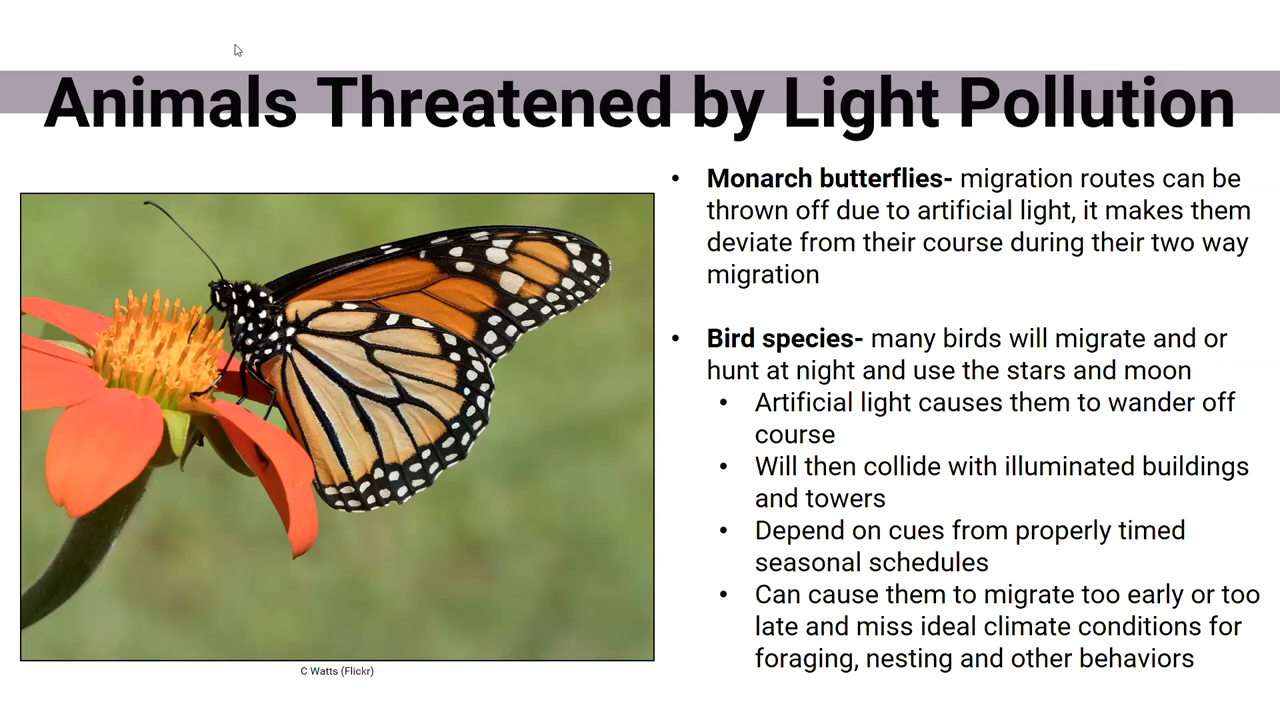 Animals Threatened by Light Pollution
• Monarch butterflies- migration routes can be
thrown off due to artificial light, it makes them
deviate from their course during their two way
migration
• Bird species- many birds will migrate and or
hunt at night and use the stars and moon
• Artificial light causes them to wander off
course
• Will then collide with illuminated buildings
and towers
• Depend on cues from properly timed
seasonal schedules
• Can cause them to migrate too early or too
late and miss ideal climate conditions for
foraging, nesting and other behaviors
C Watts (Flickr)